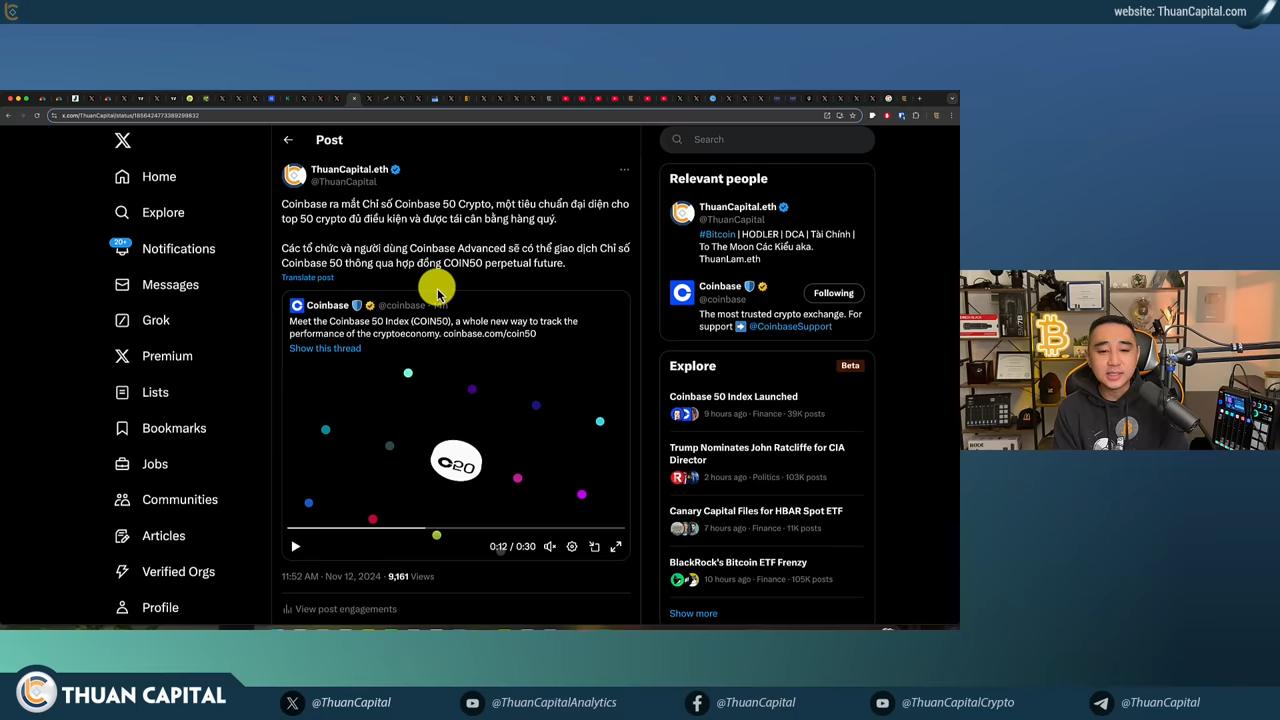 website: ThuanCapital.com
x.com/ThuanCapital/status/1856424773389299832
Post
Search
Home
Explore
20+
Notifications
Messages
Grok
Premium
Lists
Bookmarks
Jobs
Communities
Articles
Verified Orgs
Profile
ThuanCapital.eth
@ThuanCapital
Coinbase ra mắt Chỉ số Coinbase 50 Crypto, một tiêu chuẩn đại diện cho
top 50 crypto đủ điều kiện và được tái cân bằng hàng quý.
Các tổ chức và người dùng Coinbase Advanced sẽ có thể giao dịch Chỉ số
Coinbase 50 thông qua hợp đồng COIN50 perpetual future.
Translate post
Coinbase @coinbase
Meet the Coinbase 50 Index (COIN50), a whole new way to track the
performance of the cryptoeconomy. coinbase.com/coin50
Show this thread
0:12 / 0:30
11:52 AM · Nov 12, 2024 · 9,161 Views
View post engagements
Relevant people
ThuanCapital.eth
@ThuanCapital
#Bitcoin | HODLER | DCA | Tài Chính |
To The Moon Các Kiểu aka.
ThuanLam.eth
Coinbase
@coinbase
Following
The most trusted crypto exchange. For
support @CoinbaseSupport
Explore
Beta
Coinbase 50 Index Launched
9 hours ago · Finance · 39K posts
Trump Nominates John Ratcliffe for CIA
Director
2 hours ago · Politics · 103K posts
Canary Capital Files for HBAR Spot ETF
7 hours ago · Finance · 11K posts
BlackRock's Bitcoin ETF Frenzy
10 hours ago · Finance · 105K posts
Show more
THUAN CAPITAL
@ThuanCapital
@ThuanCapitalAnalytics
@ThuanCapital
@ThuanCapitalCrypto
@ThuanCapital